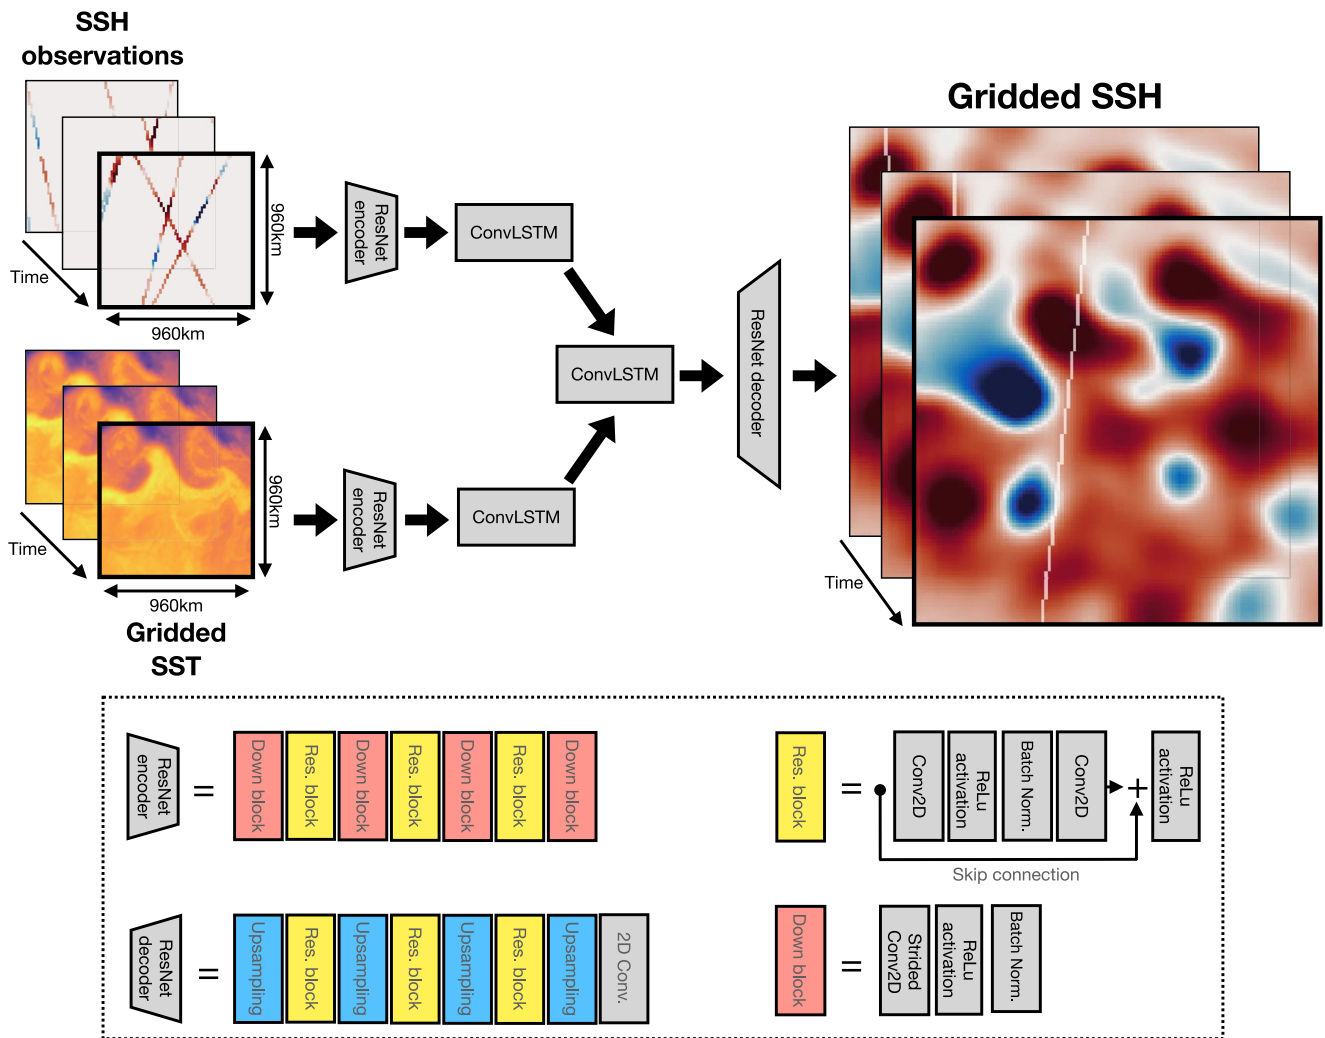 SSH
observations
Gridded SSH
960km
Time
960km
ResNet
encoder
ConvLSTM
ConvLSTM
ResNet decoder
960km
Time
960km
ResNet
encoder
ConvLSTM
Time
Gridded
SST
ResNet
encoder
=
Down block
Res. block
Down block
Res. block
Down block
Res. block
Down block
Res. block
=
Conv2D
ReLu
activation
Batch Norm.
Conv2D
+
ReLu
activation
Skip connection
ResNet
decoder
=
Upsampling
Res. block
Upsampling
Res. block
Upsampling
Res. block
Upsampling
2D Conv.
Down block
=
Strided
Conv2D
ReLu
activation
Batch Norm.